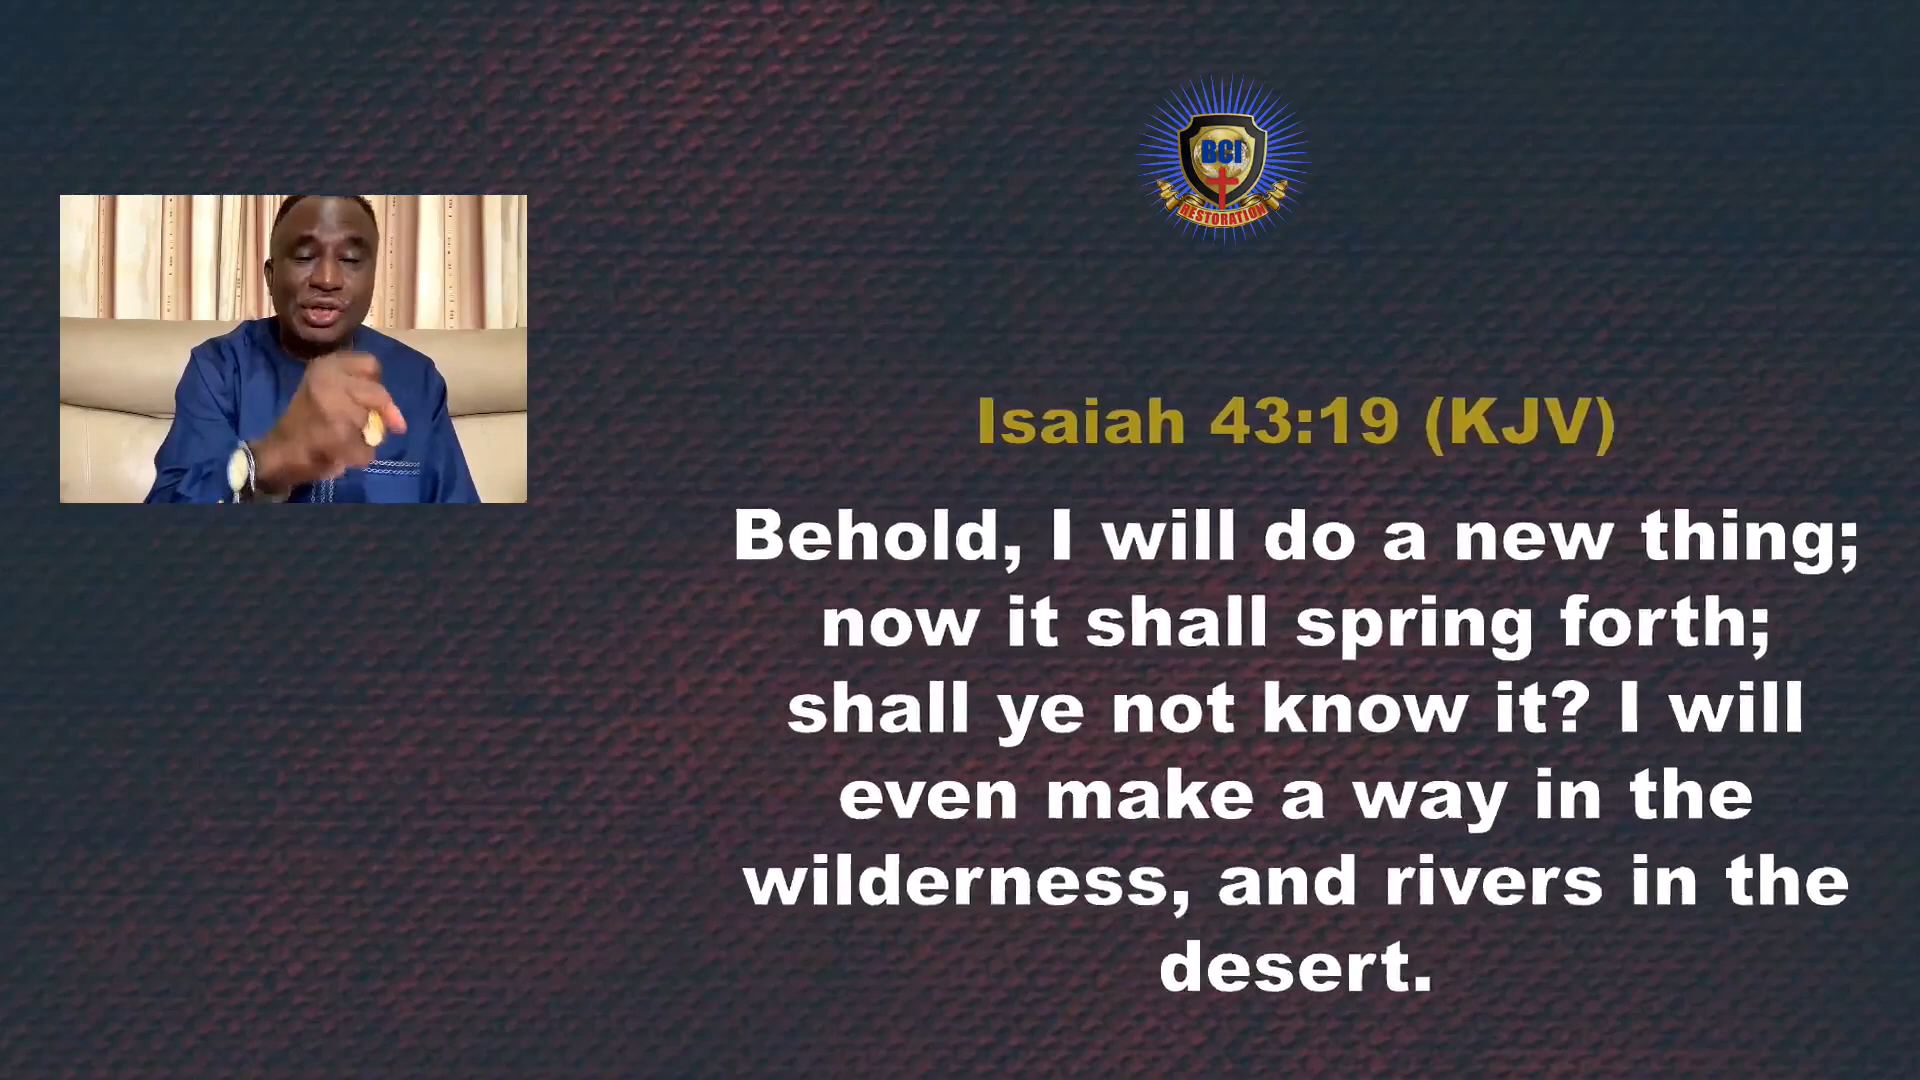 BCI
RESTORATION
Isaiah 43:19 (KJV)
Behold, I will do a new thing;
now it shall spring forth;
shall ye not know it? I will
even make a way in the
wilderness, and rivers in the
desert.